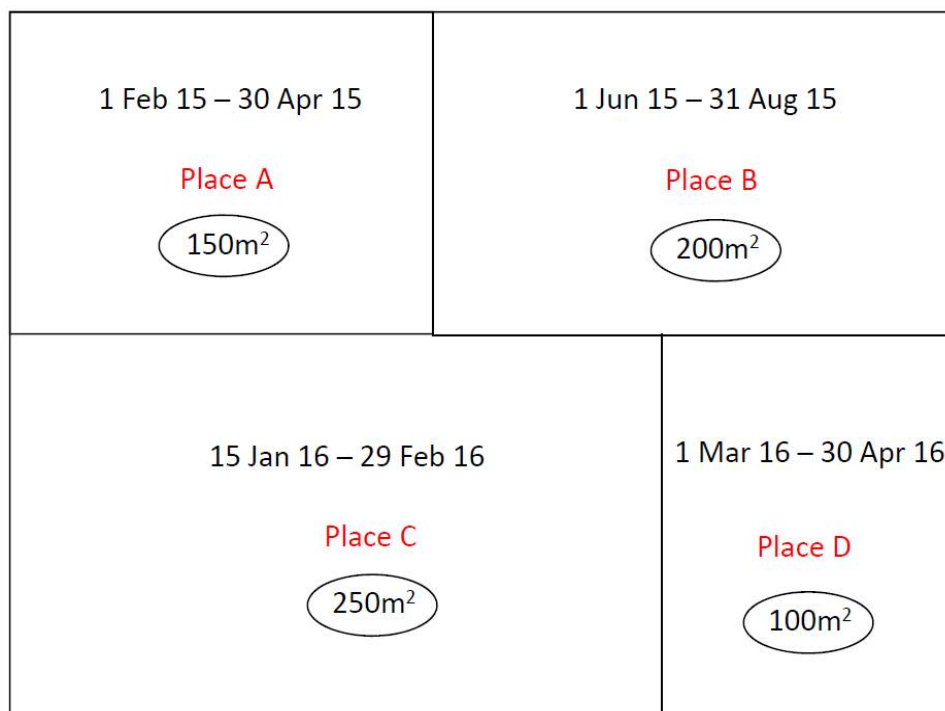 1 Feb 15 – 30 Apr 15
Place A
150m²
1 Jun 15 – 31 Aug 15
Place B
200m²
15 Jan 16 – 29 Feb 16
Place C
250m²
1 Mar 16 – 30 Apr 16
Place D
100m²